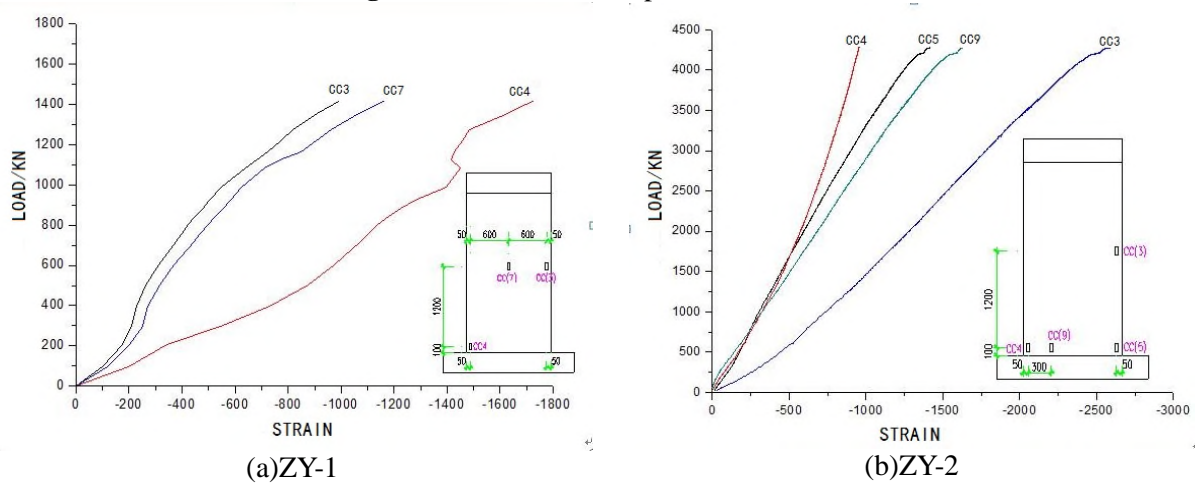 1800
1600
1400
1200
1000
800
600
400
200
0
LOAD/KN
CC3
CC7
CC4
50 600 600 50
CC(7)
1200
CC4
100
50
50
0 -200 -400 -600 -800 -1000 -1200 -1400 -1600 -1800
STRAIN
(a)ZY-1
4500
4000
3500
3000
2500
2000
1500
1000
500
0
LOAD/KN
CC4
CC5
CC9
CC3
CC(3)
1200
CC4
CC(9)
CC(5)
100
50
300
50
0 -500 -1000 -1500 -2000 -2500 -3000
STRAIN
(b)ZY-2